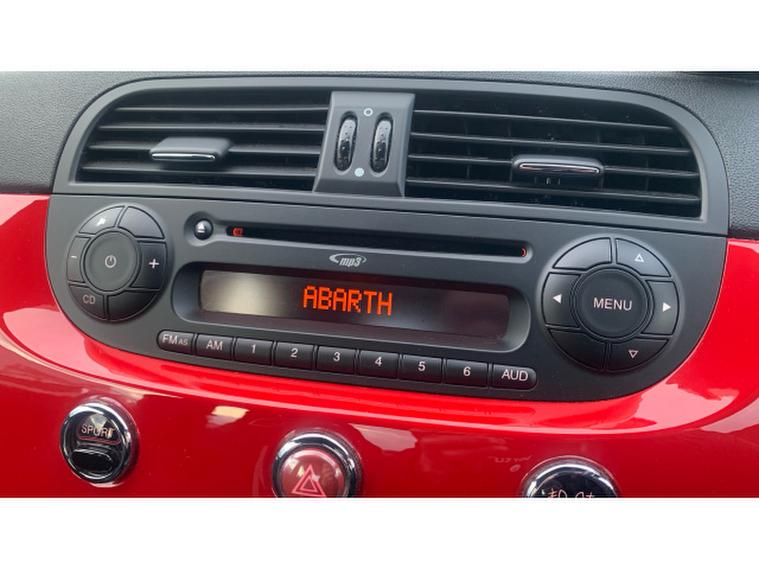 mp3
ABARTH
- + CD
MENU
FM AS AM 1 2 3 4 5 6 AUD
SPORT